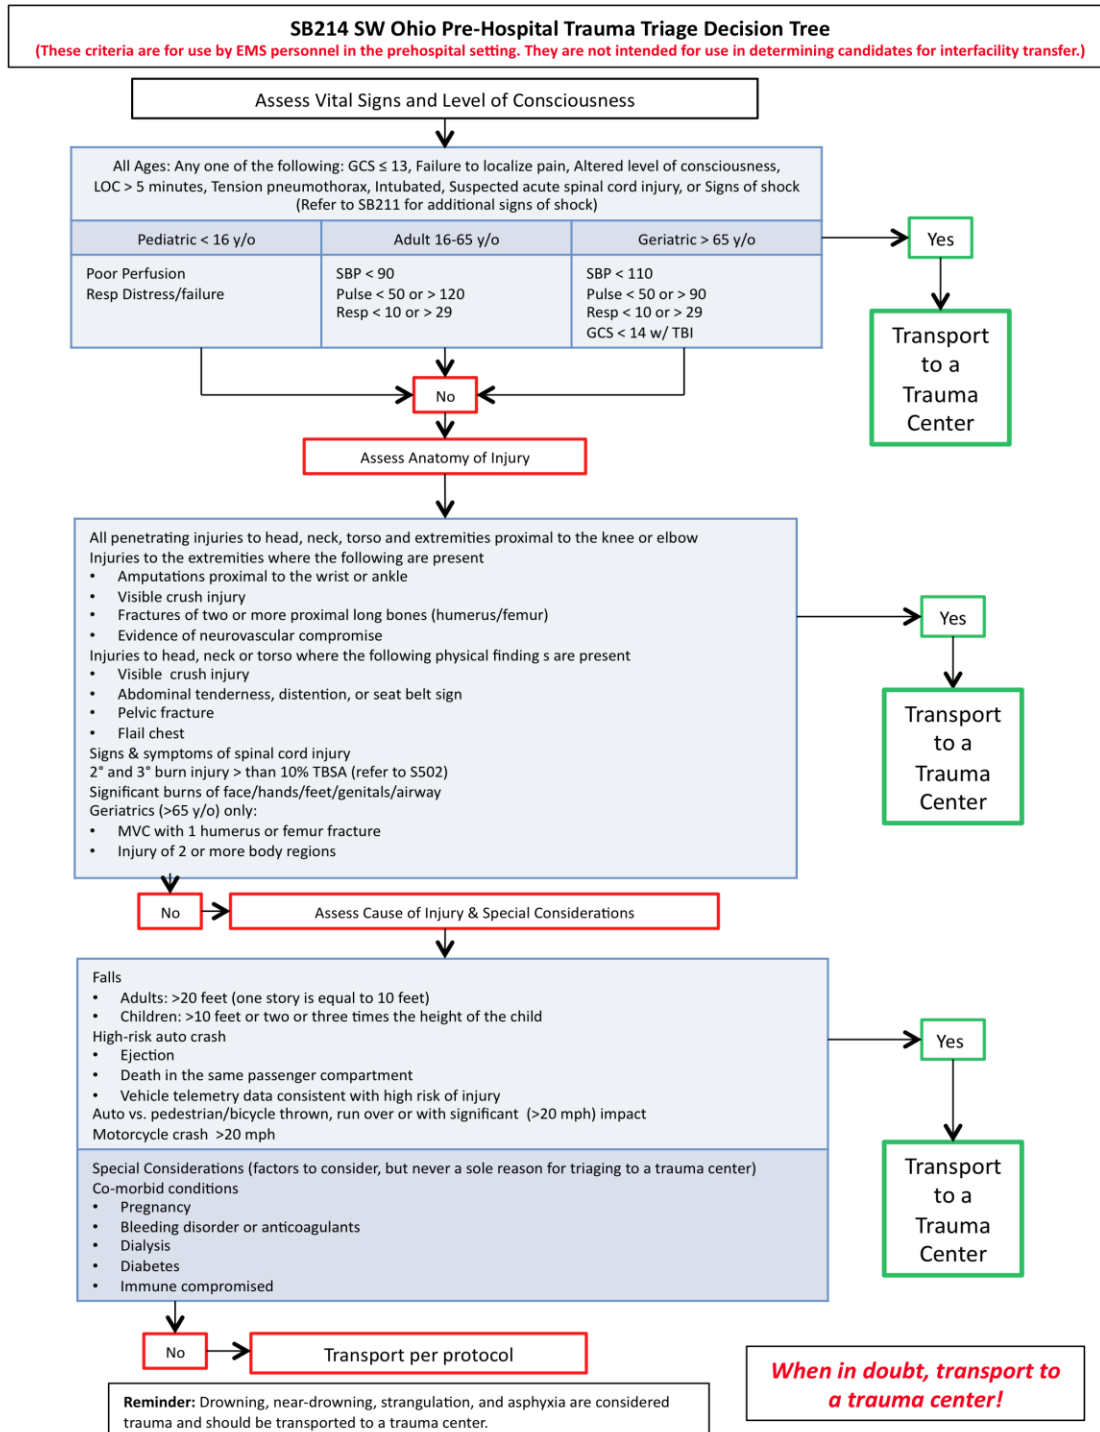 SB214 SW Ohio Pre-Hospital Trauma Triage Decision Tree
(These criteria are for use by EMS personnel in the prehospital setting. They are not intended for use in determining candidates for interfacility transfer.)
Assess Vital Signs and Level of Consciousness
All Ages: Any one of the following: GCS ≤ 13, Failure to localize pain, Altered level of consciousness,
LOC > 5 minutes, Tension pneumothorax, Intubated, Suspected acute spinal cord injury, or Signs of shock
(Refer to SB211 for additional signs of shock)
Pediatric < 16 y/o
Adult 16-65 y/o
Geriatric > 65 y/o
Poor Perfusion
Resp Distress/failure
SBP < 90
Pulse < 50 or > 120
Resp < 10 or > 29
SBP < 110
Pulse < 50 or > 90
Resp < 10 or > 29
GCS < 14 w/ TBI
Yes
Transport
to a
Trauma
Center
No
Assess Anatomy of Injury
All penetrating injuries to head, neck, torso and extremities proximal to the knee or elbow
Injuries to the extremities where the following are present
• Amputations proximal to the wrist or ankle
• Visible crush injury
• Fractures of two or more proximal long bones (humerus/femur)
• Evidence of neurovascular compromise
Injuries to head, neck or torso where the following physical finding s are present
• Visible crush injury
• Abdominal tenderness, distention, or seat belt sign
• Pelvic fracture
• Flail chest
Signs & symptoms of spinal cord injury
2° and 3° burn injury > than 10% TBSA (refer to S502)
Significant burns of face/hands/feet/genitals/airway
Geriatrics (>65 y/o) only:
• MVC with 1 humerus or femur fracture
• Injury of 2 or more body regions
Yes
Transport
to a
Trauma
Center
No
Assess Cause of Injury & Special Considerations
Falls
• Adults: >20 feet (one story is equal to 10 feet)
• Children: >10 feet or two or three times the height of the child
High-risk auto crash
• Ejection
• Death in the same passenger compartment
• Vehicle telemetry data consistent with high risk of injury
Auto vs. pedestrian/bicycle thrown, run over or with significant (>20 mph) impact
Motorcycle crash >20 mph
Special Considerations (factors to consider, but never a sole reason for triaging to a trauma center)
Co-morbid conditions
• Pregnancy
• Bleeding disorder or anticoagulants
• Dialysis
• Diabetes
• Immune compromised
Yes
Transport
to a
Trauma
Center
No
Transport per protocol
When in doubt, transport to
a trauma center!
Reminder: Drowning, near-drowning, strangulation, and asphyxia are considered
trauma and should be transported to a trauma center.